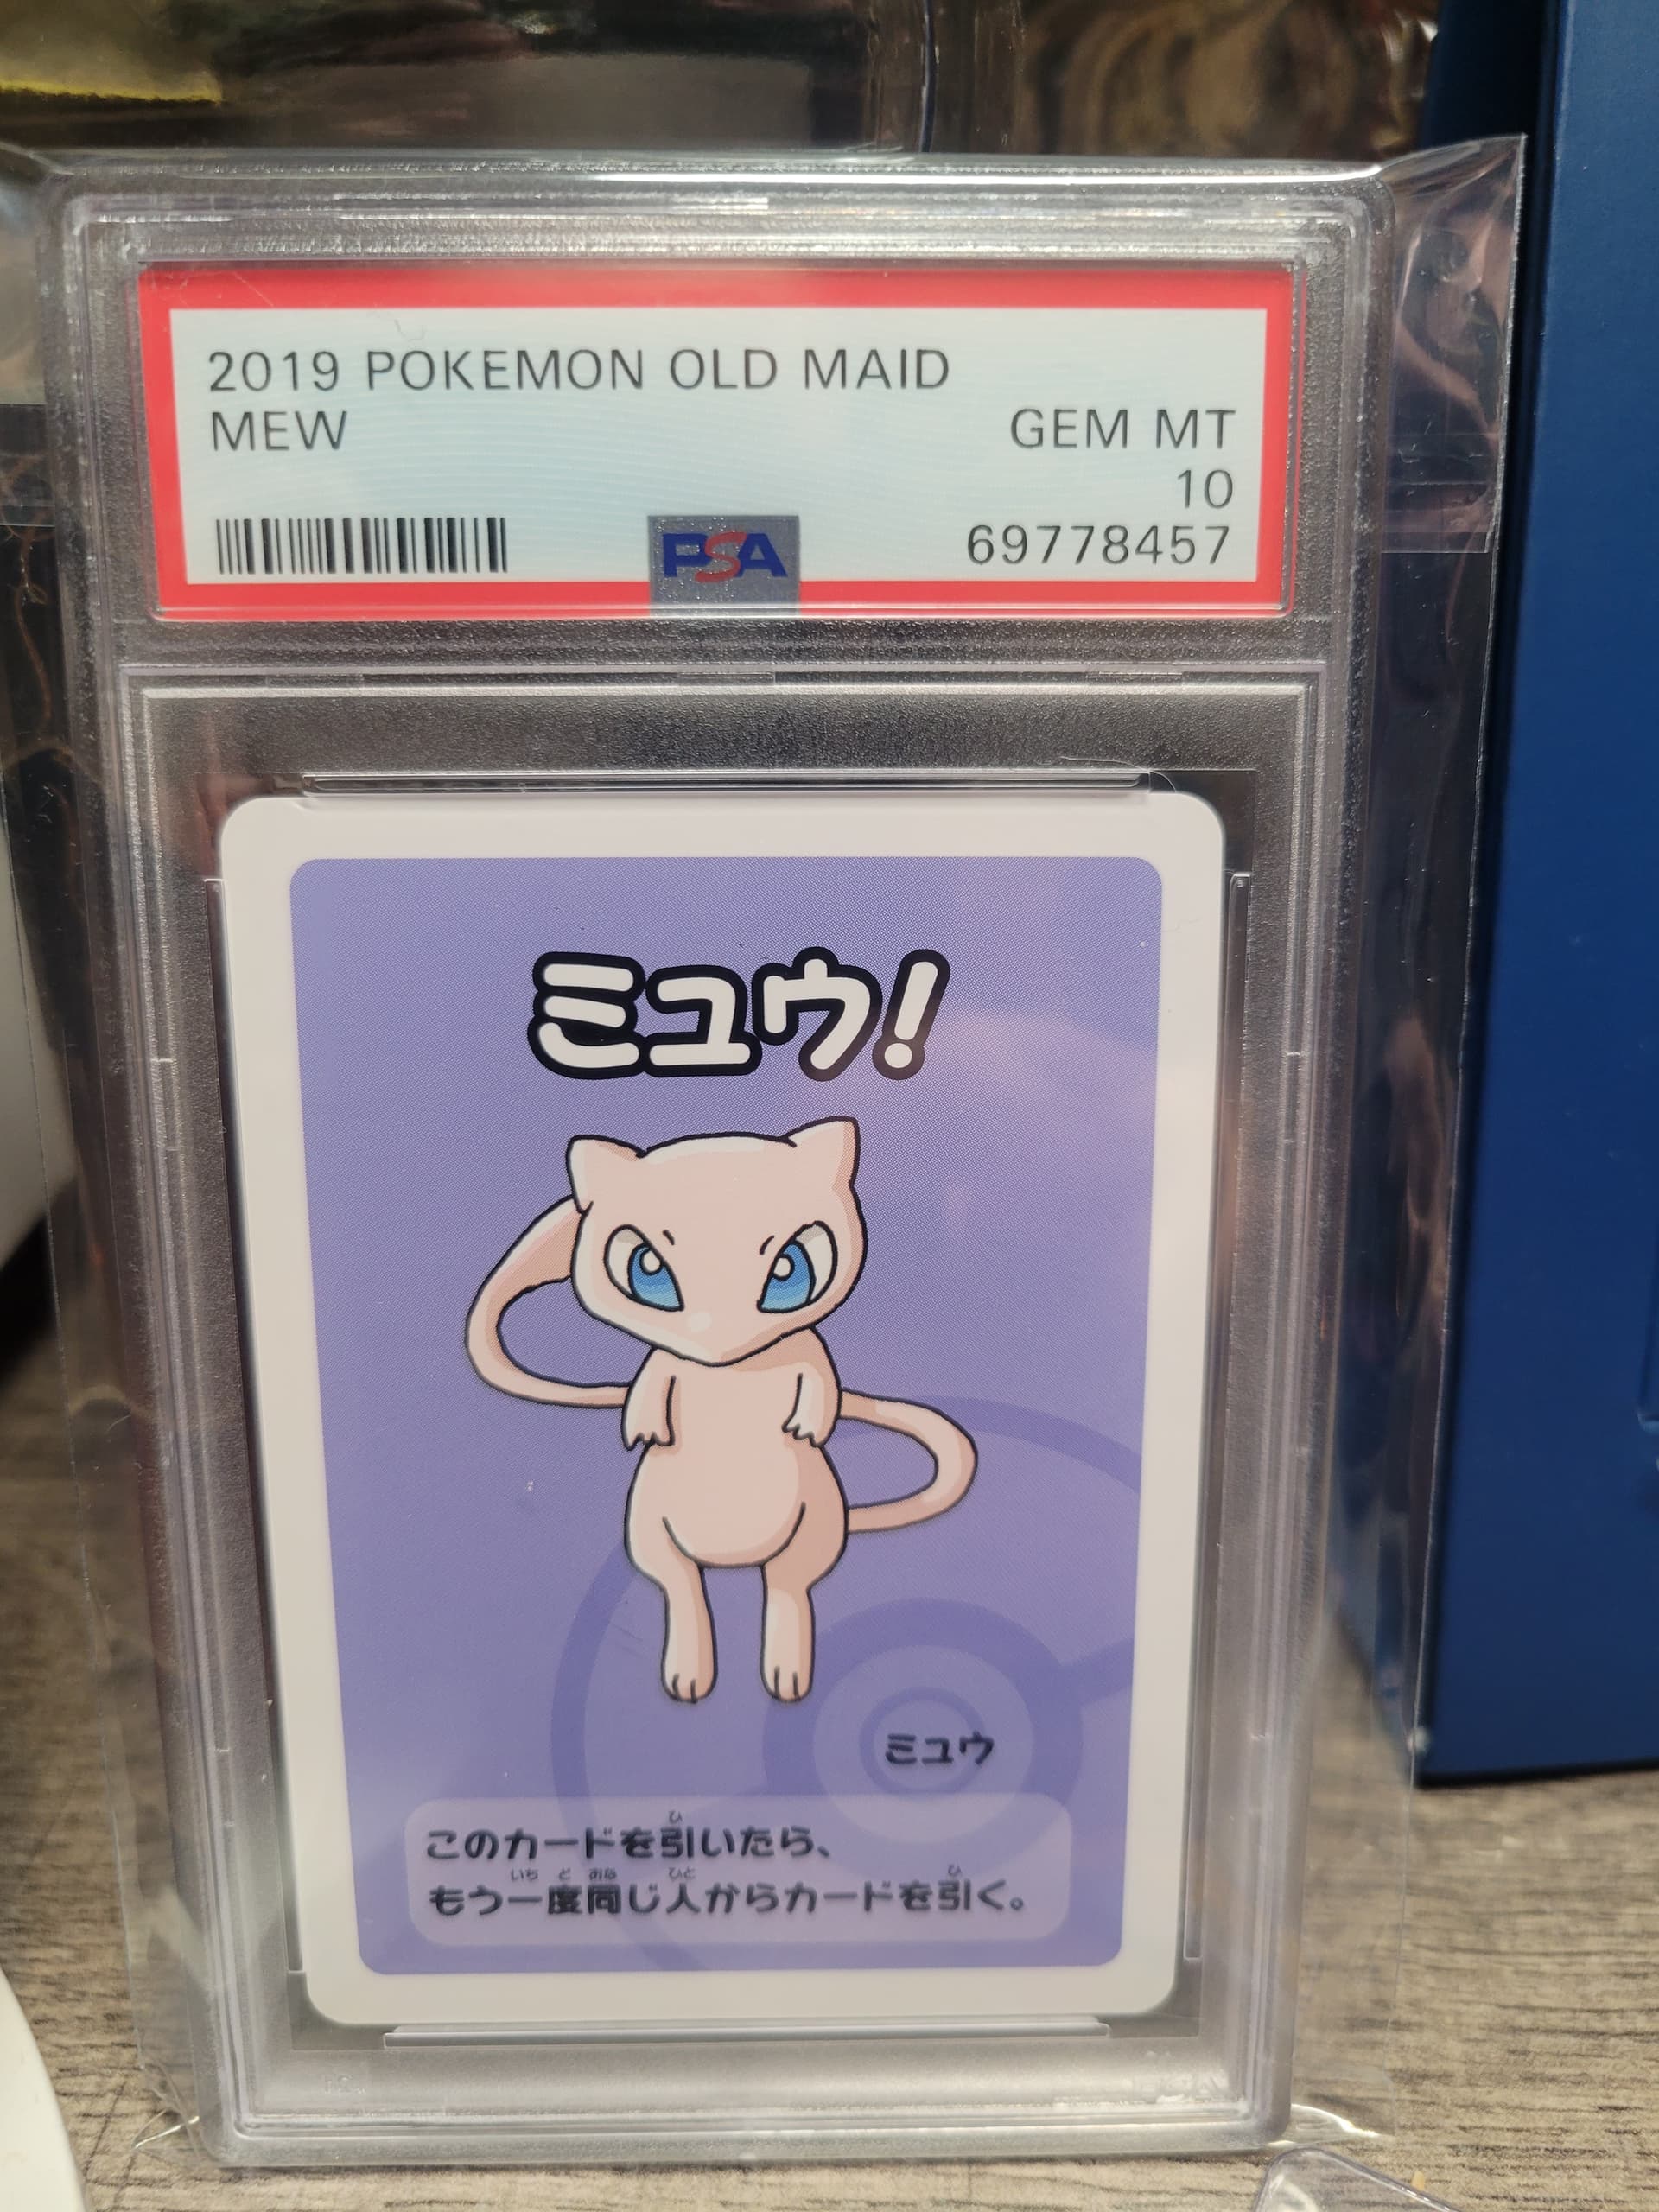 2019 POKEMON OLD MAID
MEW
GEM MT
10
PSA
69778457
ミュウ!
ミュウ
このカードを引いたら、
もう一度同じ人からカードを引く。